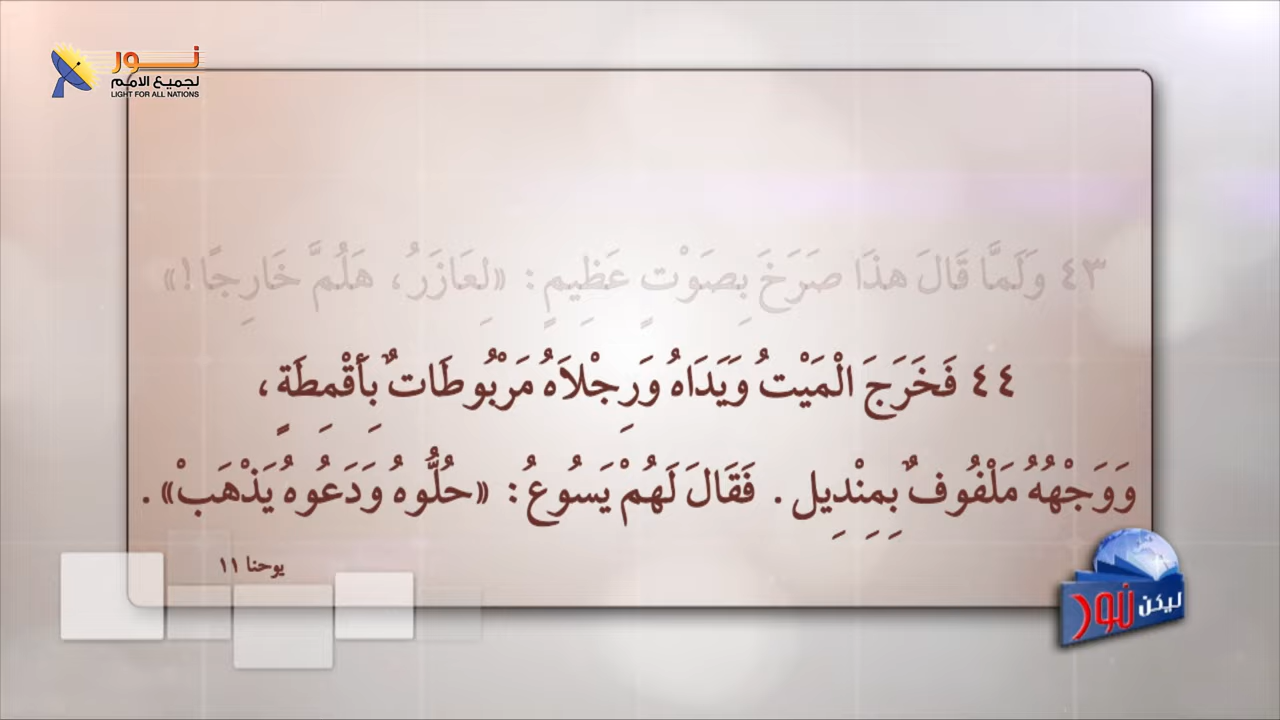 نور
لجميع الامم
LIGHT FOR ALL NATIONS
٤٣ وَلَمَّا قَالَ هذَا صَرَخَ بِصَوْتٍ عَظِيمٍ: «لِعَازَرُ، هَلُمَّ خَارِجًا!»
٤٤ فَخَرَجَ الْمَيْتُ وَيَدَاهُ وَرِجْلاَهُ مَرْبُوطَاتٌ بِأَقْمِطَةٍ،
وَوَجْهُهُ مَلْفُوفٌ بِمِنْدِيلِ. فَقَالَ لَهُمْ يَسُوعُ: «حُلُّوهُ وَدَعُوهُ يَذْهَبْ».
يوحنا ١١
ليكن نور